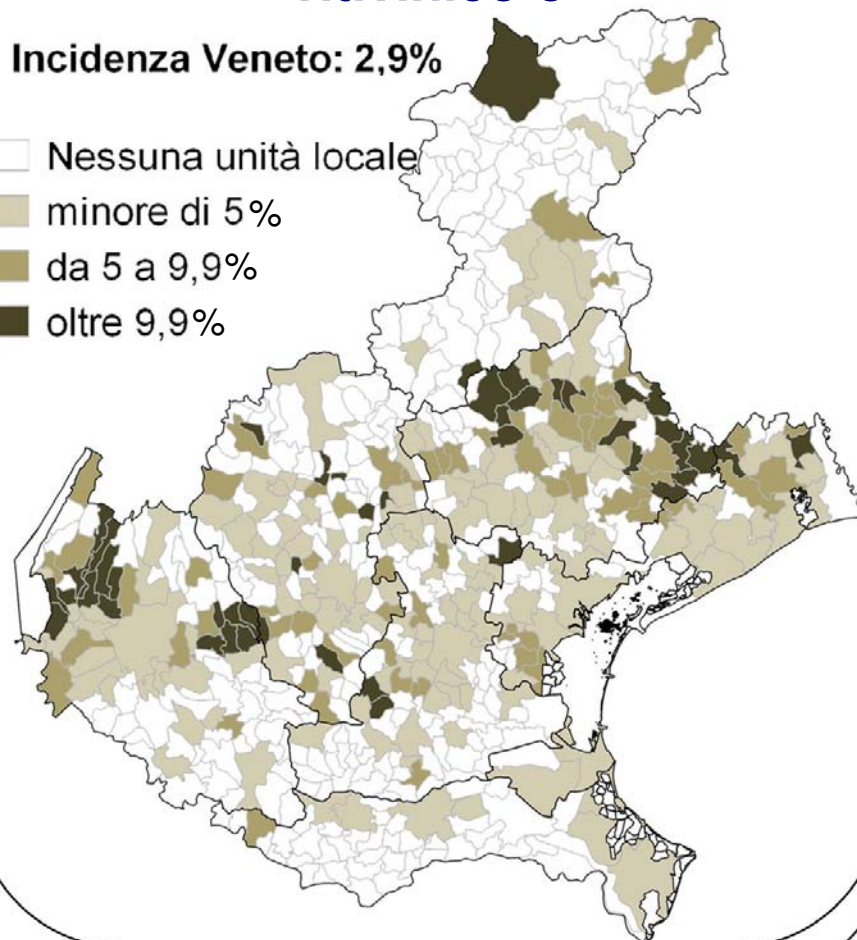 Incidenza Veneto: 2,9%
Nessuna unità locale
minore di 5%
da 5 a 9,9%
oltre 9,9%